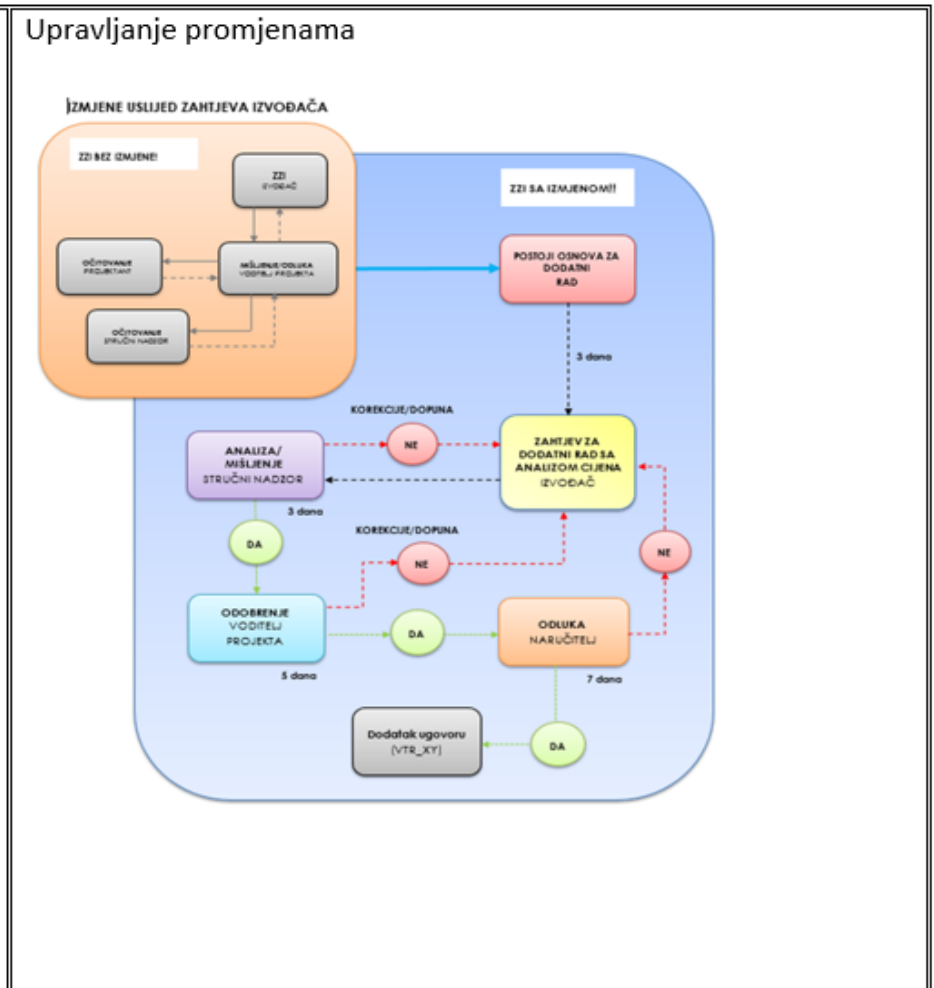 Upravljanje promjenama
IZMJENE USLIJED ZAHTJEVA IZVOĐAČA
ZZI BEZ IZMJENE!
ZZI
IZVOĐAČ
ZZI SA IZMJENOM!!
OČITOVANJE
PROJEKTANT
MIŠLJENJE/ODLUKA
VODITELJ PROJEKTA
POSTOJI OSNOVA ZA
DODATNI
RAD
OČITOVANJE
STRUČNI NADZOR
3 dana
KOREKCIJE/DOPUNA
NE
ANALIZA/
MIŠLJENJE
STRUČNI NADZOR
ZAHTJEV ZA
DODATNI RAD SA
ANALIZOM CIJENA
IZVOĐAČ
3 dana
DA
KOREKCIJE/DOPUNA
NE
NE
ODOBRENJE
VODITELJ
PROJEKTA
DA
ODLUKA
NARUČITELJ
5 dana
7 dana
Dodatak ugovoru
(VTR_XY)
DA